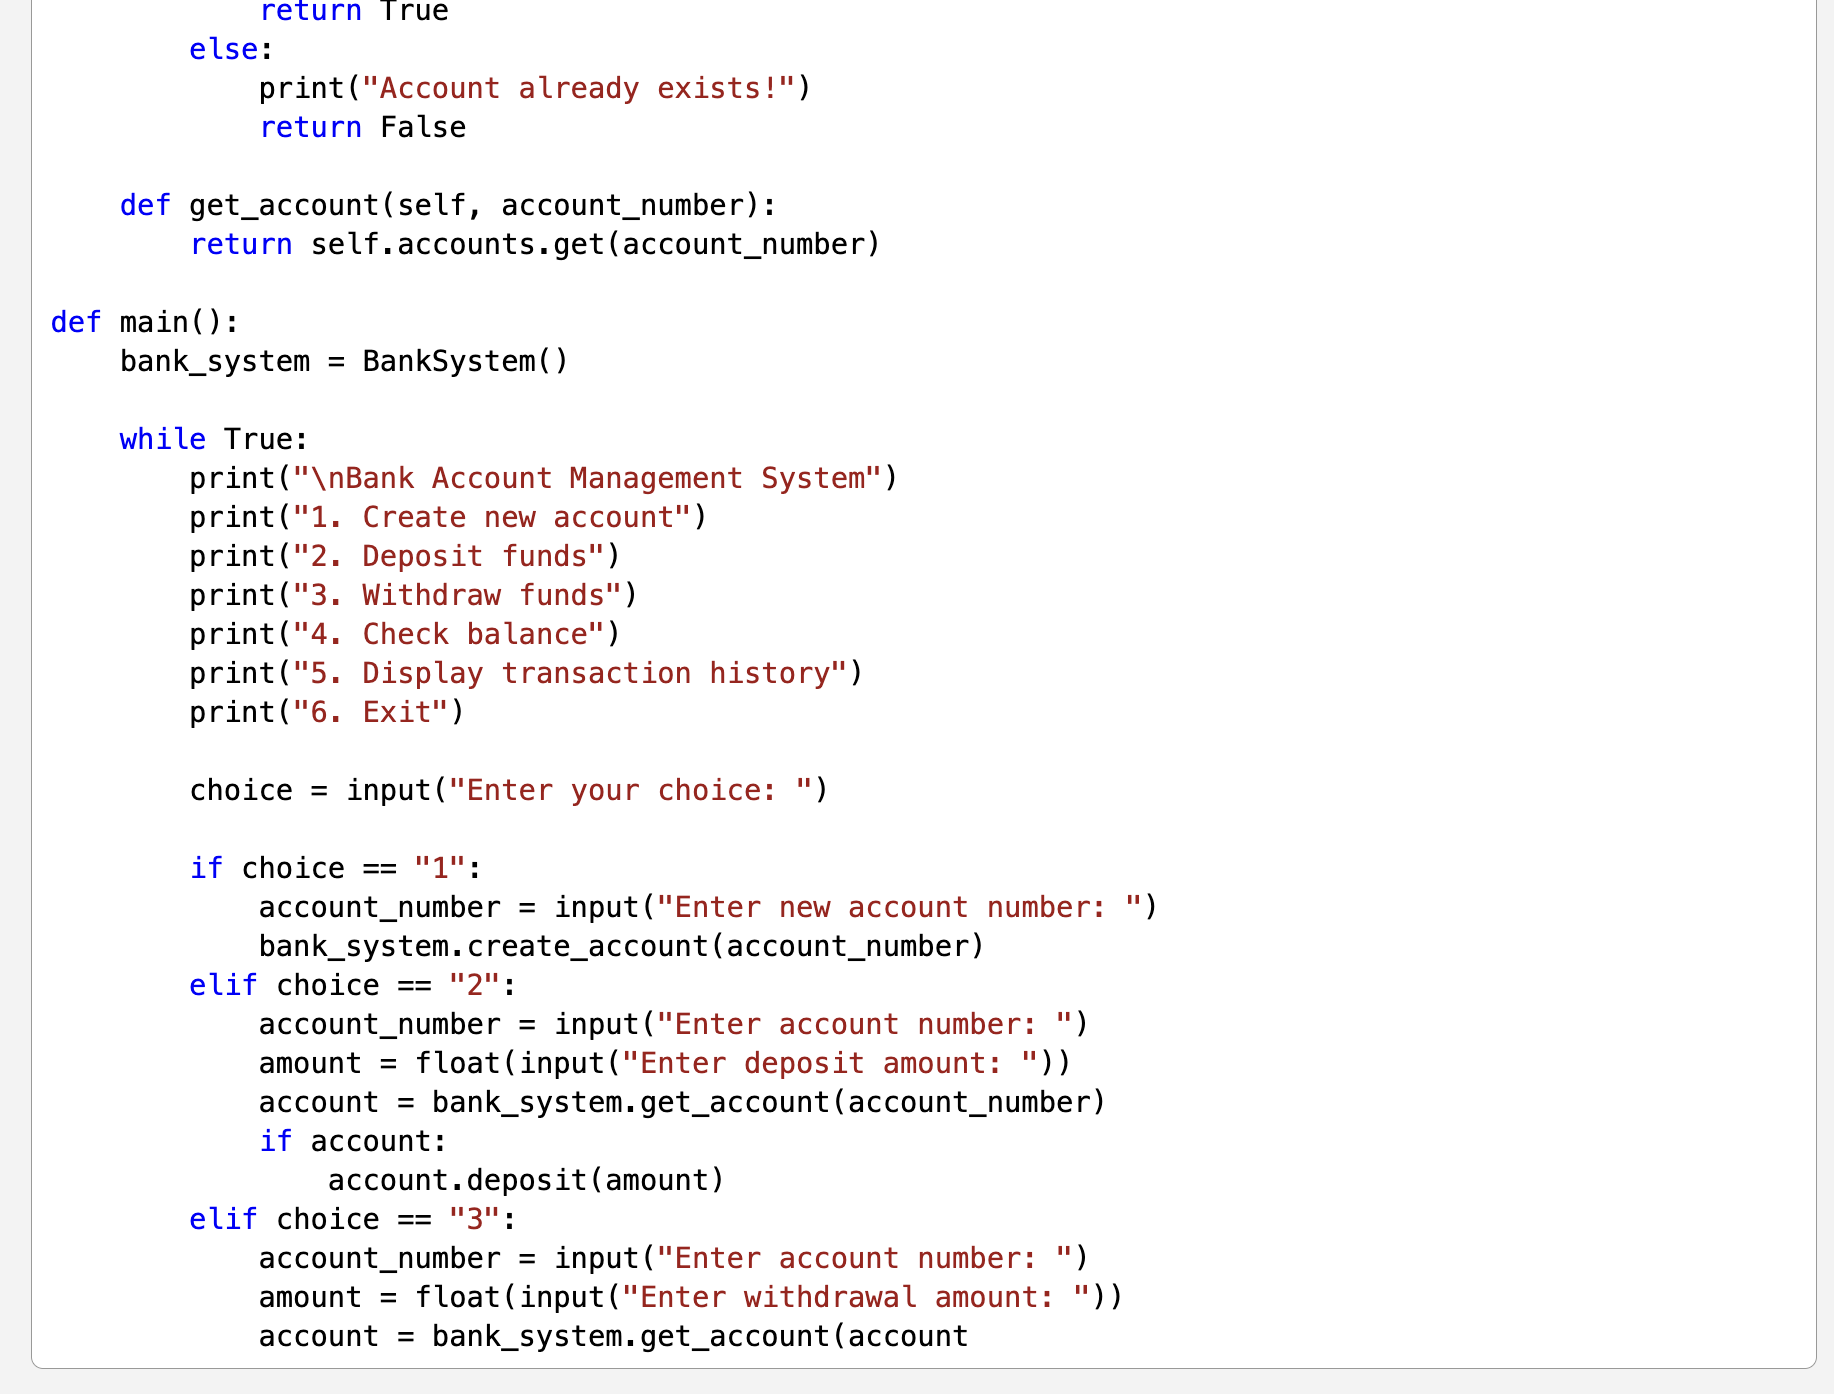 return True
        else:
            print("Account already exists!")
            return False

    def get_account(self, account_number):
        return self.accounts.get(account_number)

def main():
    bank_system = BankSystem()

    while True:
        print("\nBank Account Management System")
        print("1. Create new account")
        print("2. Deposit funds")
        print("3. Withdraw funds")
        print("4. Check balance")
        print("5. Display transaction history")
        print("6. Exit")

        choice = input("Enter your choice: ")

        if choice == "1":
            account_number = input("Enter new account number: ")
            bank_system.create_account(account_number)
        elif choice == "2":
            account_number = input("Enter account number: ")
            amount = float(input("Enter deposit amount: "))
            account = bank_system.get_account(account_number)
            if account:
                account.deposit(amount)
        elif choice == "3":
            account_number = input("Enter account number: ")
            amount = float(input("Enter withdrawal amount: "))
            account = bank_system.get_account(account